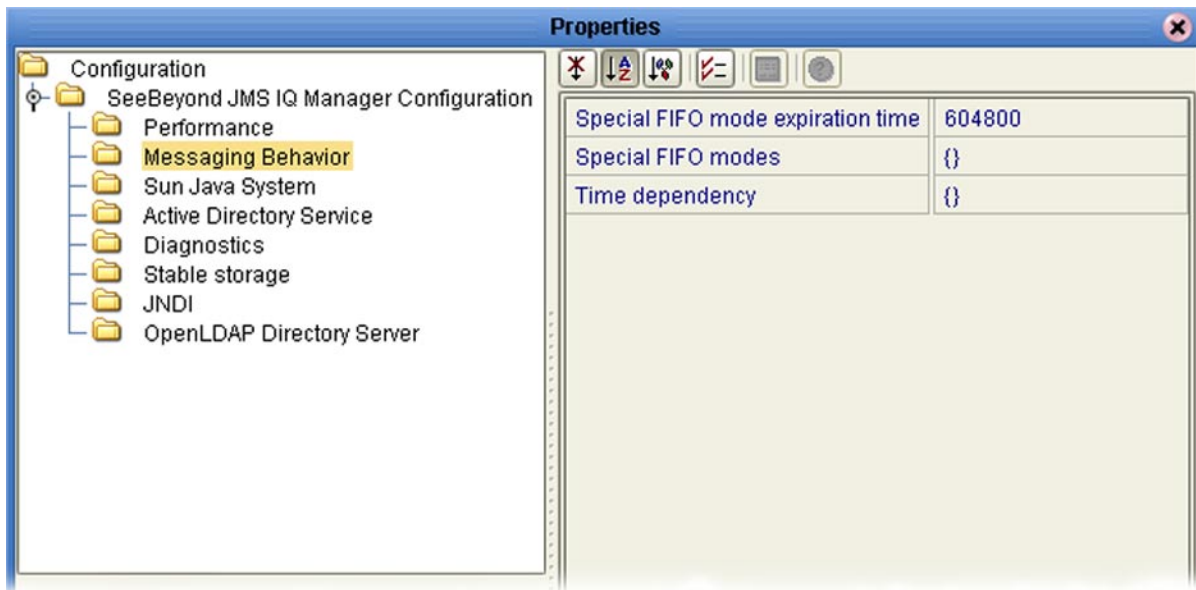 Properties
Configuration
SeeBeyond JMS IQ Manager Configuration
Performance
Messaging Behavior
Sun Java System
Active Directory Service
Diagnostics
Stable storage
JNDI
OpenLDAP Directory Server
Special FIFO mode expiration time 604800
Special FIFO modes {}
Time dependency {}